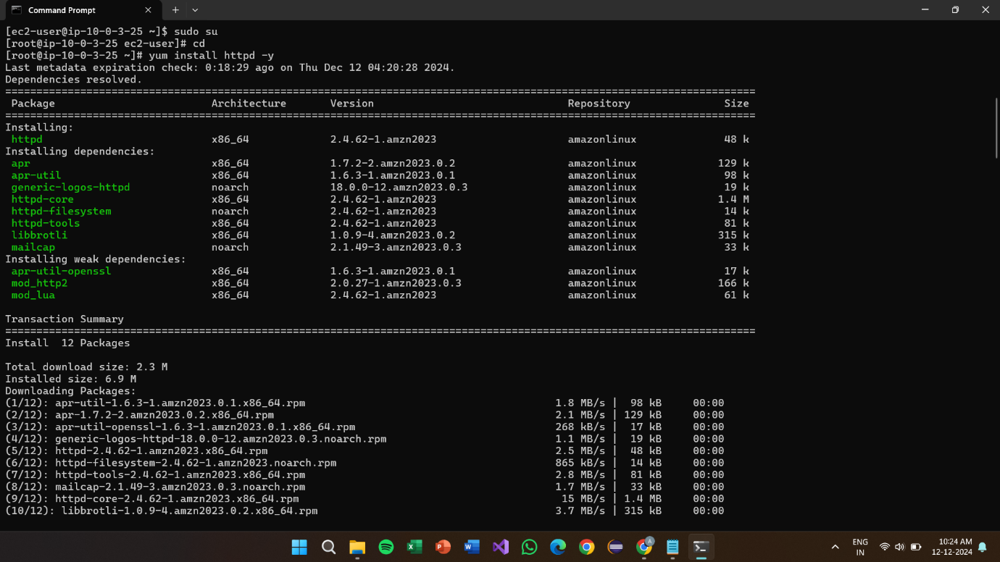 Command Prompt
[ec2-user@ip-10-0-3-25 ~]$ sudo su
[root@ip-10-0-3-25 ec2-user]# cd
[root@ip-10-0-3-25 ~]# yum install httpd -y
Last metadata expiration check: 0:18:29 ago on Thu Dec 12 04:20:28 2024.
Dependencies resolved.
================================================================================
Package Architecture Version Repository Size
================================================================================
Installing:
httpd x86_64 2.4.62-1.amzn2023 amazonlinux 48 k
Installing dependencies:
apr x86_64 1.7.2-2.amzn2023.0.2 amazonlinux 129 k
apr-util x86_64 1.6.3-1.amzn2023.0.1 amazonlinux 98 k
generic-logos-httpd noarch 18.0.0-12.amzn2023.0.3 amazonlinux 19 k
httpd-core x86_64 2.4.62-1.amzn2023 amazonlinux 1.4 M
httpd-filesystem noarch 2.4.62-1.amzn2023 amazonlinux 14 k
httpd-tools x86_64 2.4.62-1.amzn2023 amazonlinux 81 k
libbrotli x86_64 1.0.9-4.amzn2023.0.2 amazonlinux 315 k
mailcap noarch 2.1.49-3.amzn2023.0.3 amazonlinux 33 k
Installing weak dependencies:
apr-util-openssl x86_64 1.6.3-1.amzn2023.0.1 amazonlinux 17 k
mod_http2 x86_64 2.0.27-1.amzn2023.0.3 amazonlinux 166 k
mod_lua x86_64 2.4.62-1.amzn2023 amazonlinux 61 k
Transaction Summary
================================================================================
Install 12 Packages
Total download size: 2.3 M
Installed size: 6.9 M
Downloading Packages:
(1/12): apr-util-1.6.3-1.amzn2023.0.1.x86_64.rpm 1.8 MB/s | 98 kB 00:00
(2/12): apr-1.7.2-2.amzn2023.0.2.x86_64.rpm 2.1 MB/s | 129 kB 00:00
(3/12): apr-util-openssl-1.6.3-1.amzn2023.0.1.x86_64.rpm 268 kB/s | 17 kB 00:00
(4/12): generic-logos-httpd-18.0.0-12.amzn2023.0.3.noarch.rpm 1.1 MB/s | 19 kB 00:00
(5/12): httpd-2.4.62-1.amzn2023.x86_64.rpm 2.5 MB/s | 48 kB 00:00
(6/12): httpd-filesystem-2.4.62-1.amzn2023.noarch.rpm 865 kB/s | 14 kB 00:00
(7/12): httpd-tools-2.4.62-1.amzn2023.x86_64.rpm 2.8 MB/s | 81 kB 00:00
(8/12): mailcap-2.1.49-3.amzn2023.0.3.noarch.rpm 1.7 MB/s | 33 kB 00:00
(9/12): httpd-core-2.4.62-1.amzn2023.x86_64.rpm 15 MB/s | 1.4 MB 00:00
(10/12): libbrotli-1.0.9-4.amzn2023.0.2.x86_64.rpm 3.7 MB/s | 315 kB 00:00
ENG 10:24 AM
IN 12-12-2024